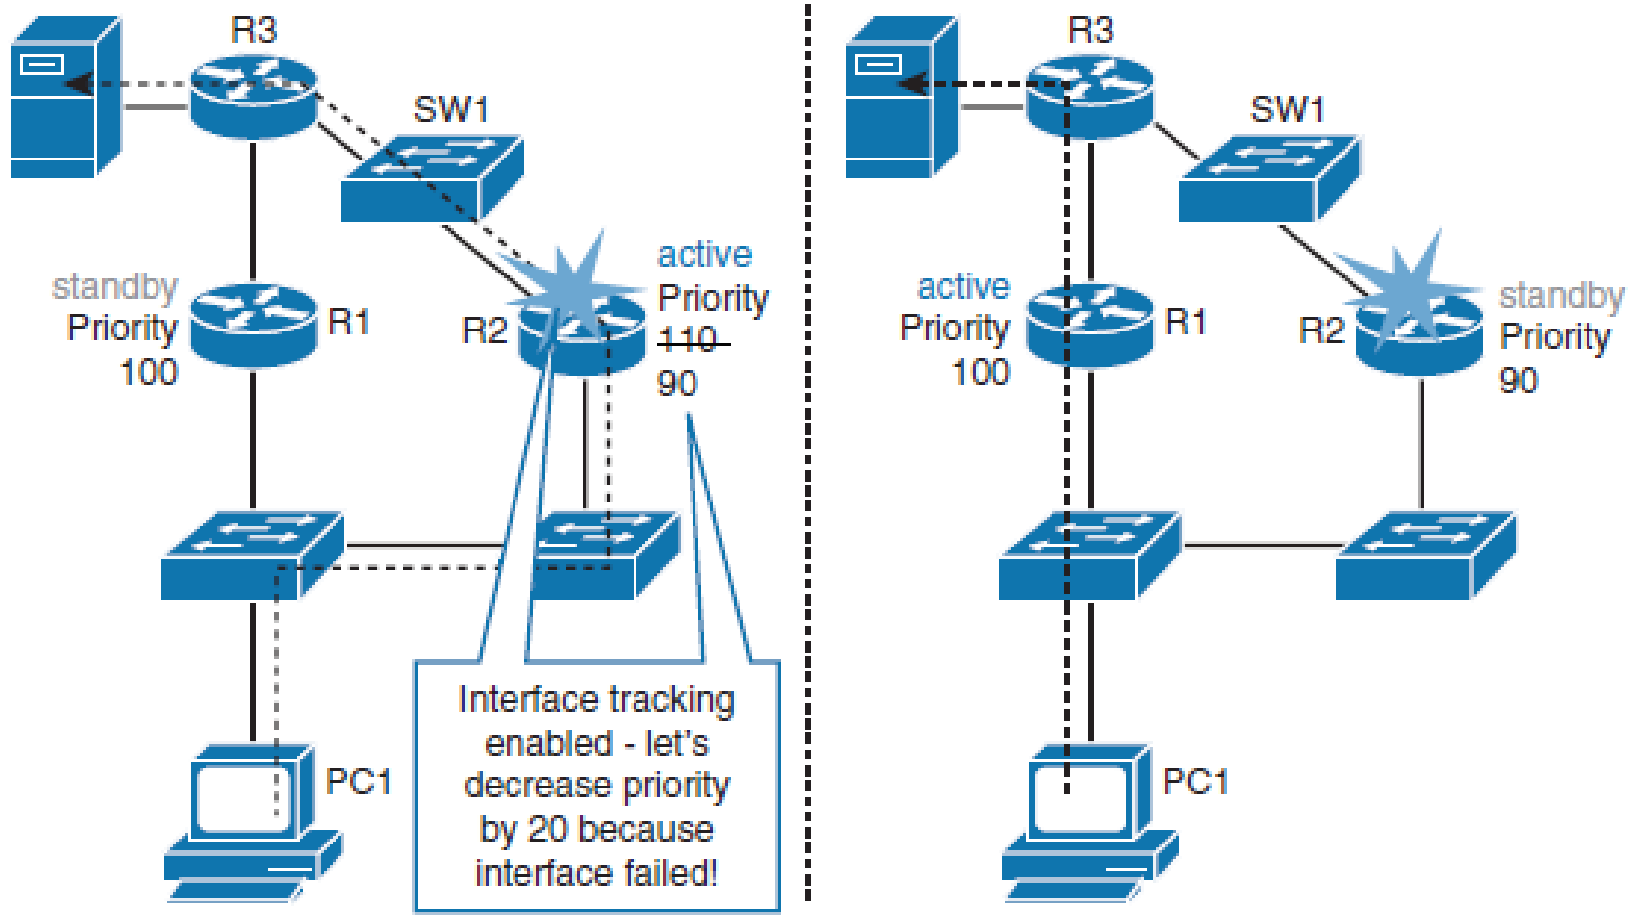 R3
SW1
standby
Priority
100
R1
R2
active
Priority
110
90
Interface tracking
enabled - let's
decrease priority
by 20 because
interface failed!
PC1
R3
SW1
active
Priority
100
R1
R2
standby
Priority
90
PC1